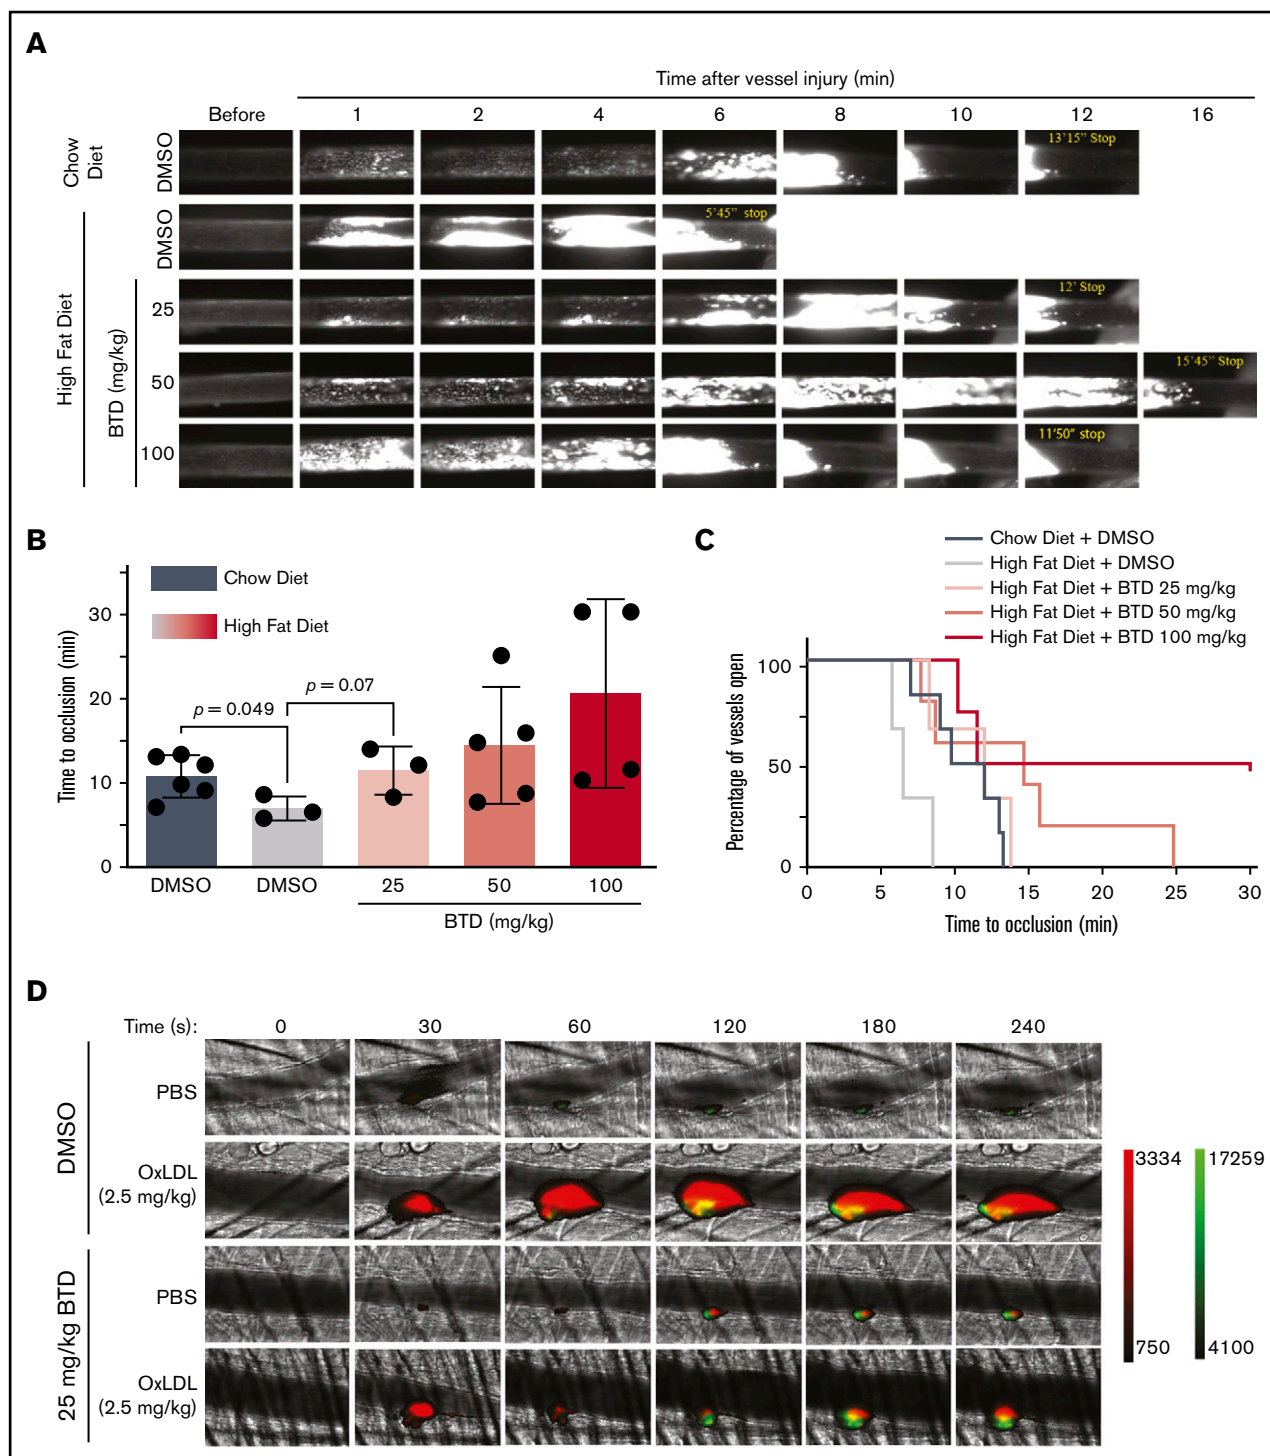 A
Time after vessel injury (min)
Before 1 2 4 6 8 10 12 16
Chow Diet
DMSO
13'15" Stop
High Fat Diet
DMSO
5'45" stop
BTD (mg/kg)
25
12' Stop
50
15'45" Stop
100
11'50" stop
B
Chow Diet
High Fat Diet
Time to occlusion (min)
30
20
10
0
p = 0.049
p = 0.07
DMSO DMSO 25 50 100
BTD (mg/kg)
C
Chow Diet + DMSO
High Fat Diet + DMSO
High Fat Diet + BTD 25 mg/kg
High Fat Diet + BTD 50 mg/kg
High Fat Diet + BTD 100 mg/kg
Percentage of vessels open
100
50
0
0 5 10 15 20 25 30
Time to occlusion (min)
D
Time (s): 0 30 60 120 180 240
DMSO
PBS
OxLDL
(2.5 mg/kg)
25 mg/kg BTD
PBS
OxLDL
(2.5 mg/kg)
3334 17259
750 4100